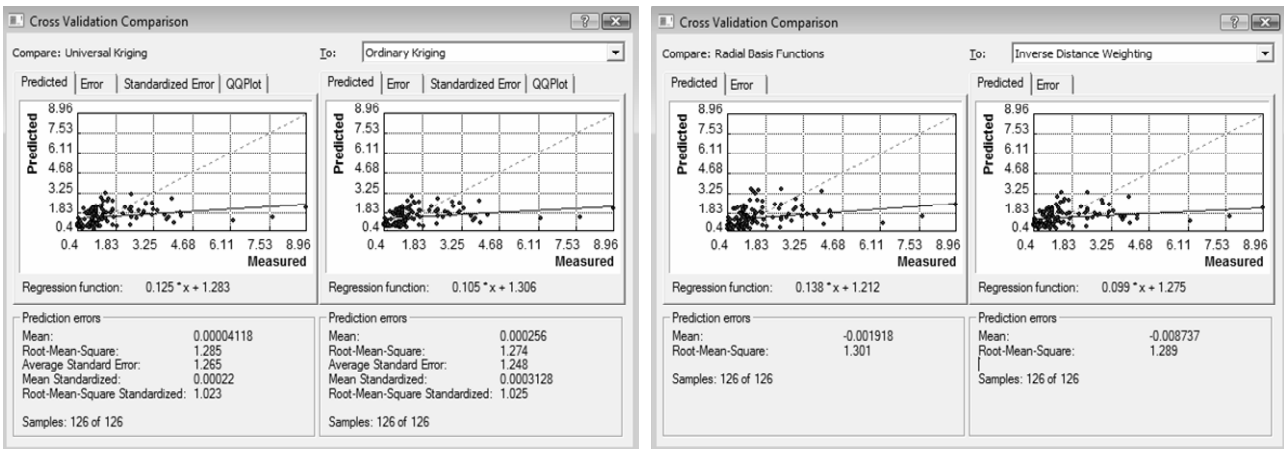 Cross Validation Comparison
Compare: Universal Kriging
To: Ordinary Kriging
Predicted Error Standardized Error QQPlot
Predicted
8.96
7.53
6.11
4.68
3.25
1.83
0.4
0.4 1.83 3.25 4.68 6.11 7.53 8.96
Measured
Regression function: 0.125 * x + 1.283
Prediction errors
Mean: 0.00004118
Root-Mean-Square: 1.285
Average Standard Error: 1.265
Mean Standardized: 0.00022
Root-Mean-Square Standardized: 1.023
Samples: 126 of 126
Predicted Error Standardized Error QQPlot
Predicted
8.96
7.53
6.11
4.68
3.25
1.83
0.4
0.4 1.83 3.25 4.68 6.11 7.53 8.96
Measured
Regression function: 0.105 * x + 1.306
Prediction errors
Mean: 0.000256
Root-Mean-Square: 1.274
Average Standard Error: 1.248
Mean Standardized: 0.0003128
Root-Mean-Square Standardized: 1.025
Samples: 126 of 126
Cross Validation Comparison
Compare: Radial Basis Functions
To: Inverse Distance Weighting
Predicted Error
Predicted
8.96
7.53
6.11
4.68
3.25
1.83
0.4
0.4 1.83 3.25 4.68 6.11 7.53 8.96
Measured
Regression function: 0.138 * x + 1.212
Prediction errors
Mean: -0.001918
Root-Mean-Square: 1.301
Samples: 126 of 126
Predicted Error
Predicted
8.96
7.53
6.11
4.68
3.25
1.83
0.4
0.4 1.83 3.25 4.68 6.11 7.53 8.96
Measured
Regression function: 0.099 * x + 1.275
Prediction errors
Mean: -0.008737
Root-Mean-Square: 1.289
Samples: 126 of 126